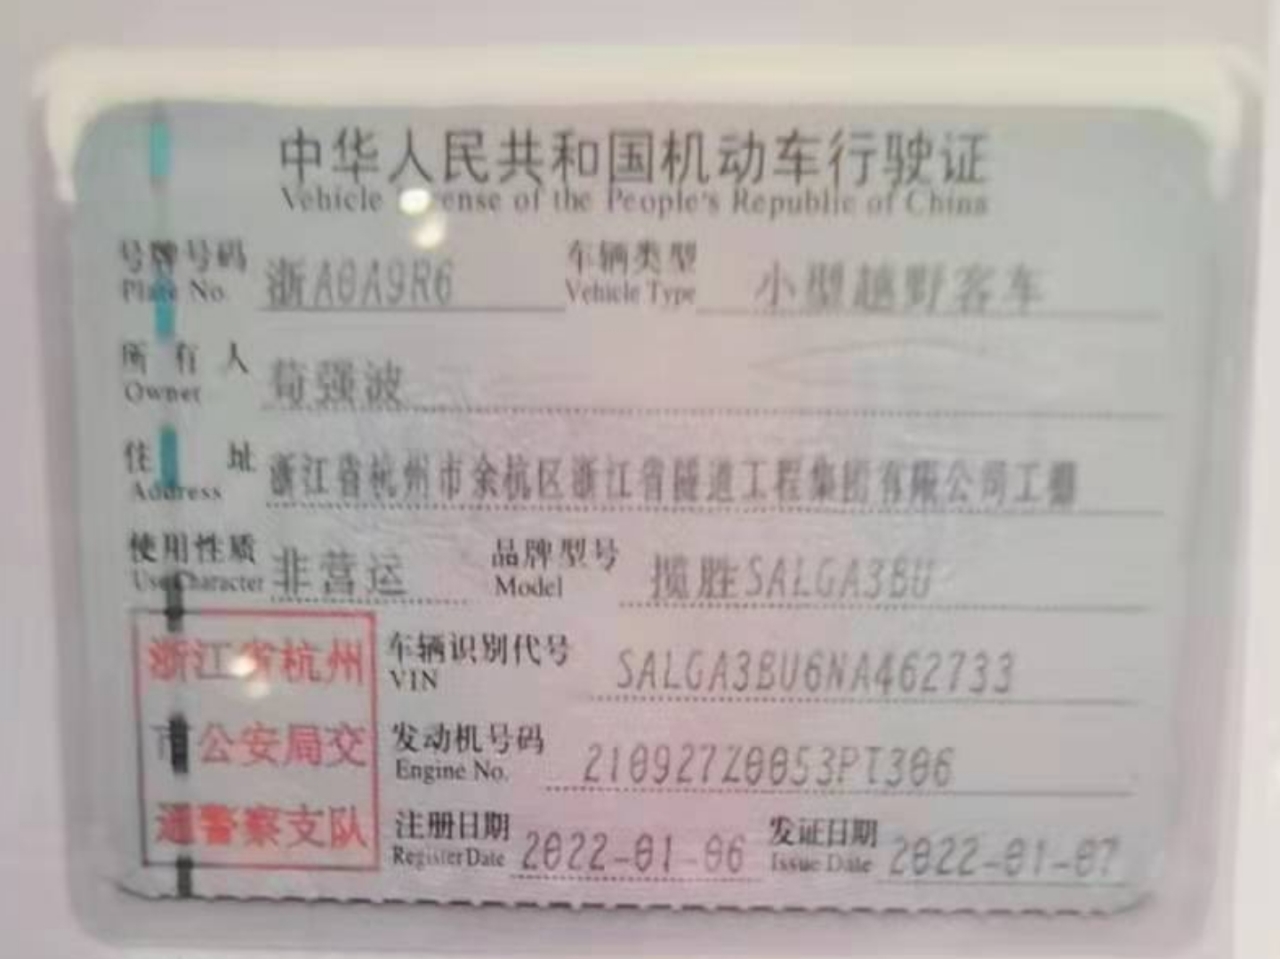 中华人民共和国机动车行驶证
Vehicle ense of the People's Republic of China
号牌号码 浙A0A9R6 车辆类型 小型越野客车
Plate No. Vehicle Type
所有人 苟强波
Owner
住址 浙江省杭州市余杭区浙江省隧道工程集团有限公司工棚
Address
使用性质 非营运 品牌型号 揽胜SALGA3BU
Use Character Model
浙江省杭州 车辆识别代号 SALGA3BU6NA462733
VIN
市公安局交 发动机号码 210927Z0053PT306
Engine No.
通警察支队 注册日期 2022-01-06 发证日期 2022-01-07
Register Date Issue Date